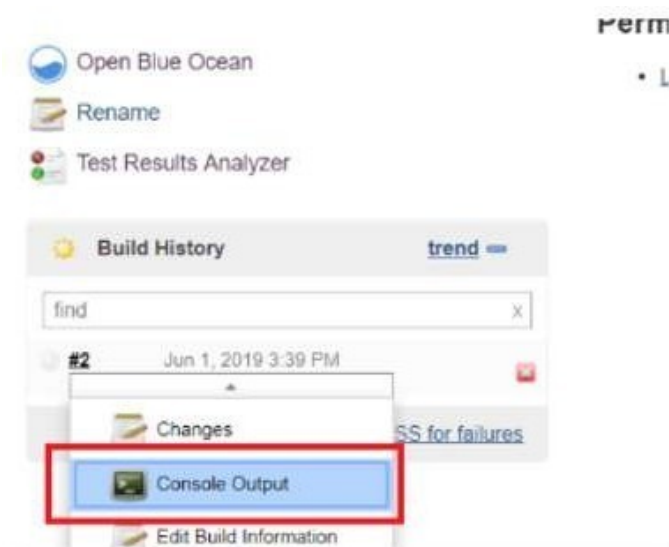 Open Blue Ocean
Rename
Test Results Analyzer
Build History trend
find x
#2 Jun 1, 2019 3:39 PM
Changes
SS for failures
Console Output
Edit Build Information